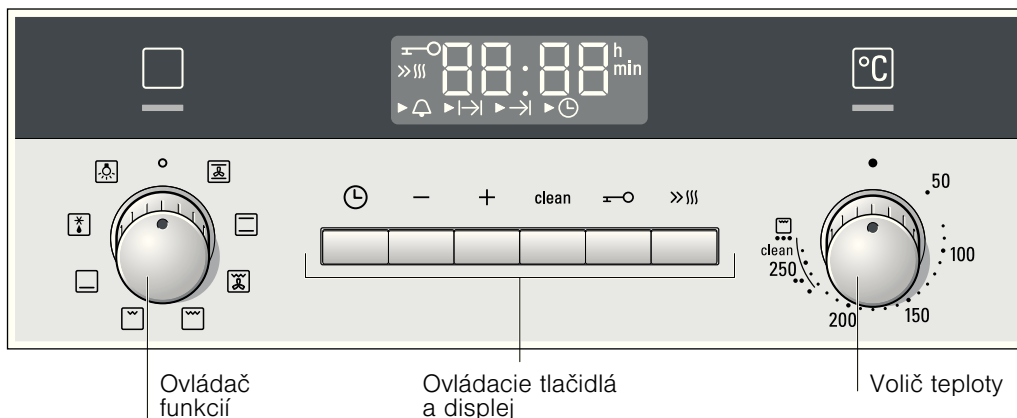 88:88 h
min
°C
clean
50
100
150
200
250
clean
Ovládač
funkcií
Ovládacie tlačidlá
a displej
Volič teploty